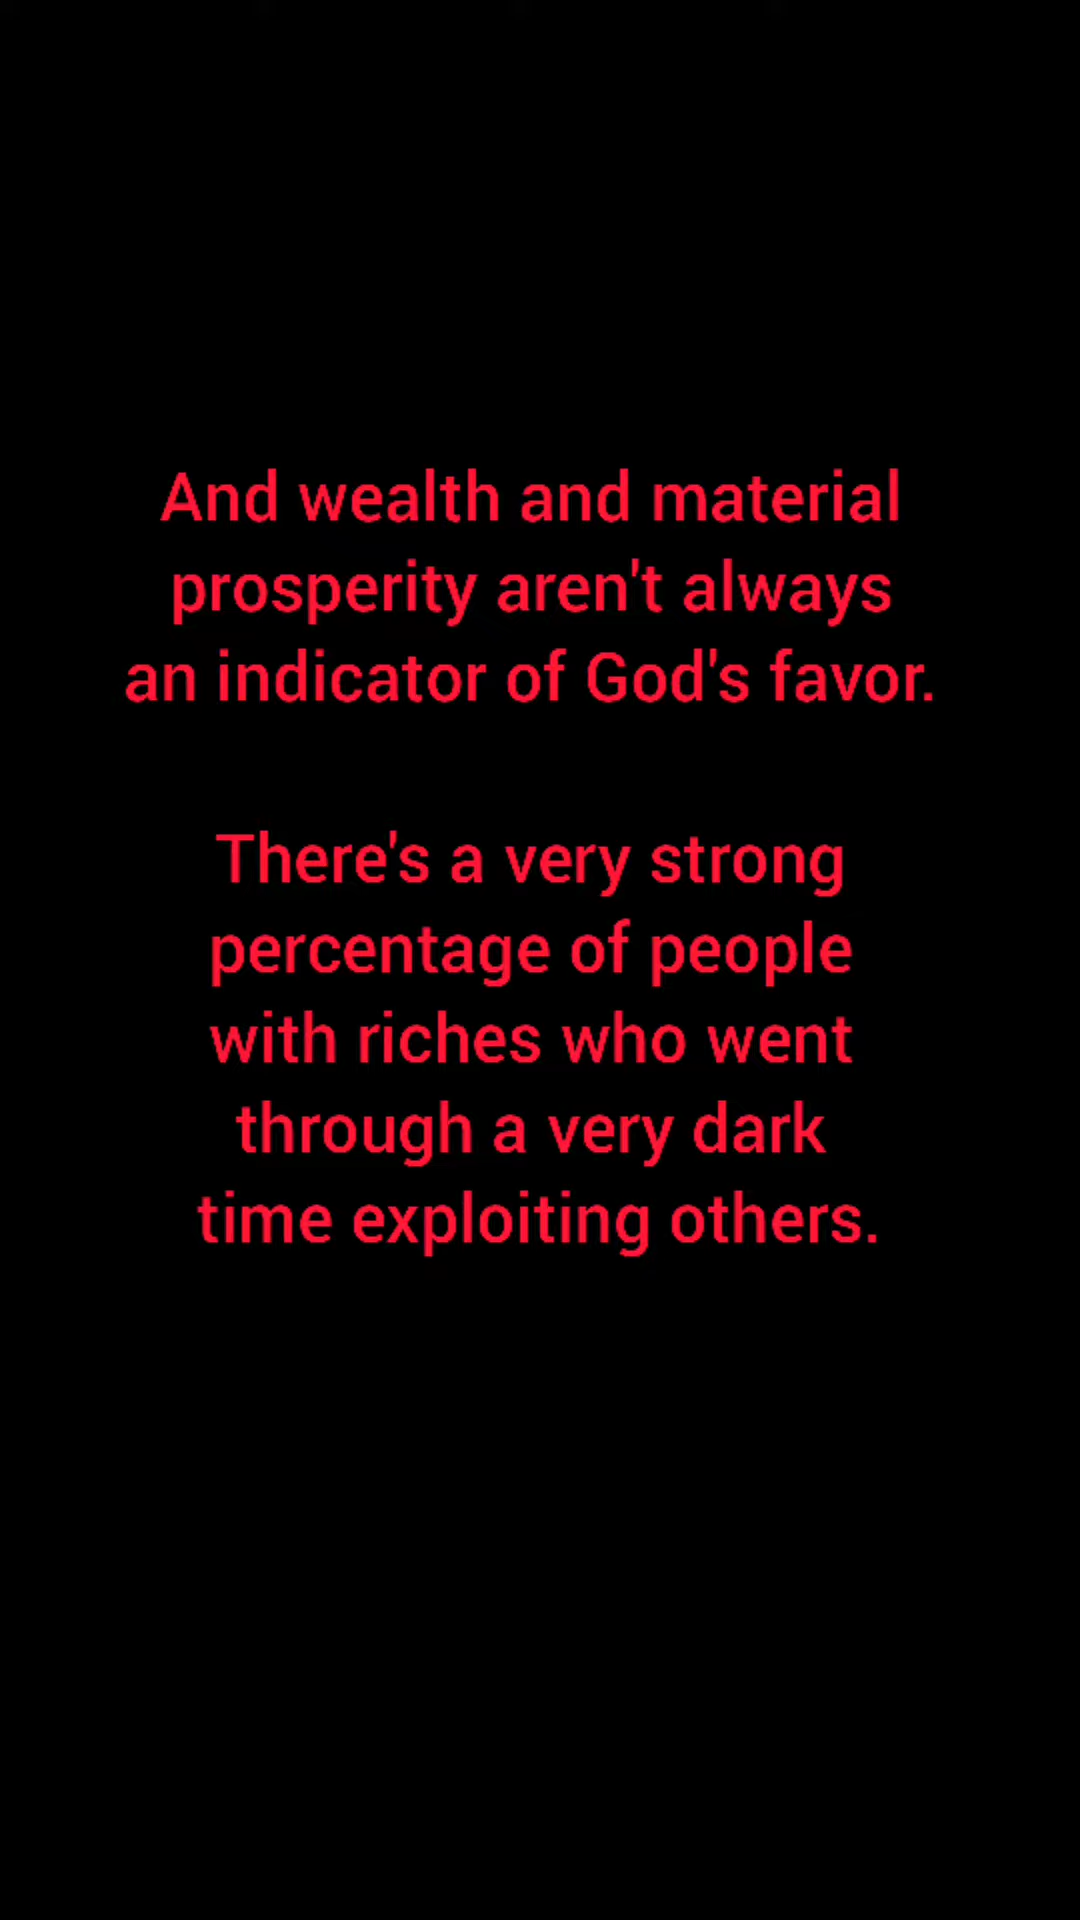 And wealth and material
prosperity aren't always
an indicator of God's favor.
There's a very strong
percentage of people
with riches who went
through a very dark
time exploiting others.